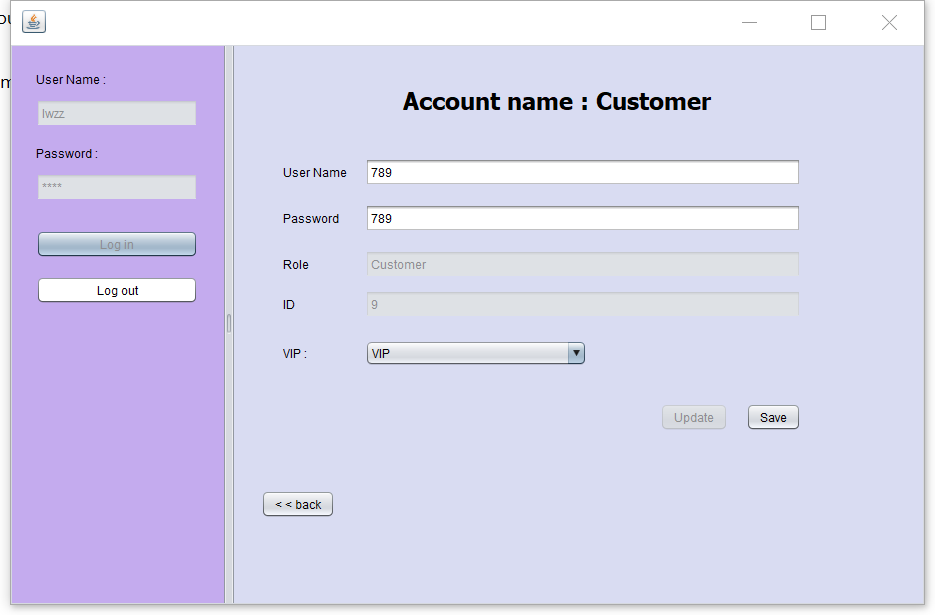 User Name :
lwzz
Password :
****
Log in
Log out
Account name : Customer
User Name 789
Password 789
Role Customer
ID 9
VIP : VIP
Update Save
< < back